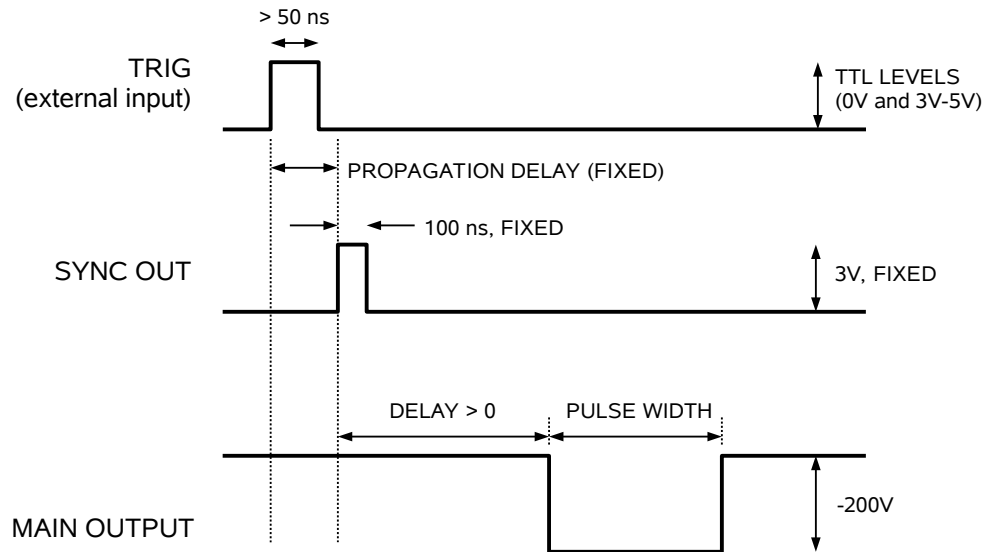 > 50 ns
TRIG
(external input)
TTL LEVELS
(0V and 3V-5V)
PROPAGATION DELAY (FIXED)
100 ns, FIXED
SYNC OUT
3V, FIXED
DELAY > 0
PULSE WIDTH
-200V
MAIN OUTPUT